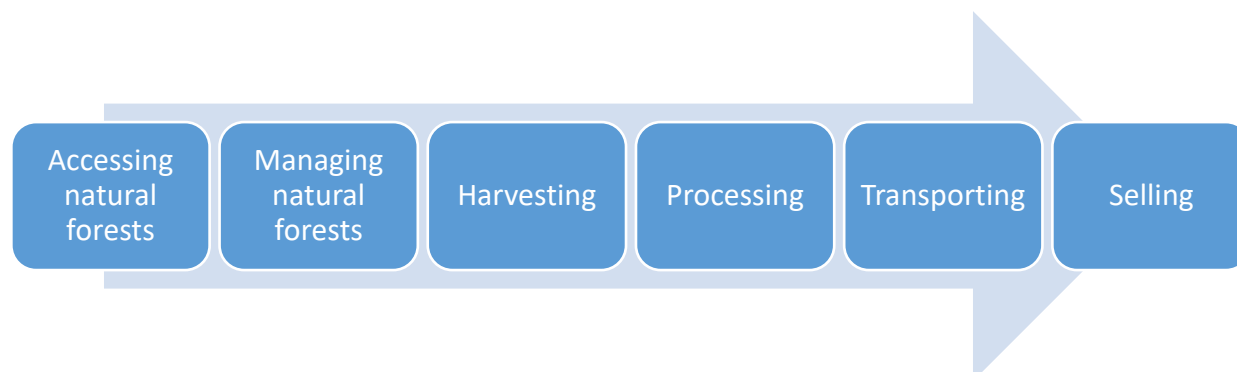 Accessing
natural
forests
Managing
natural
forests
Harvesting
Processing
Transporting
Selling